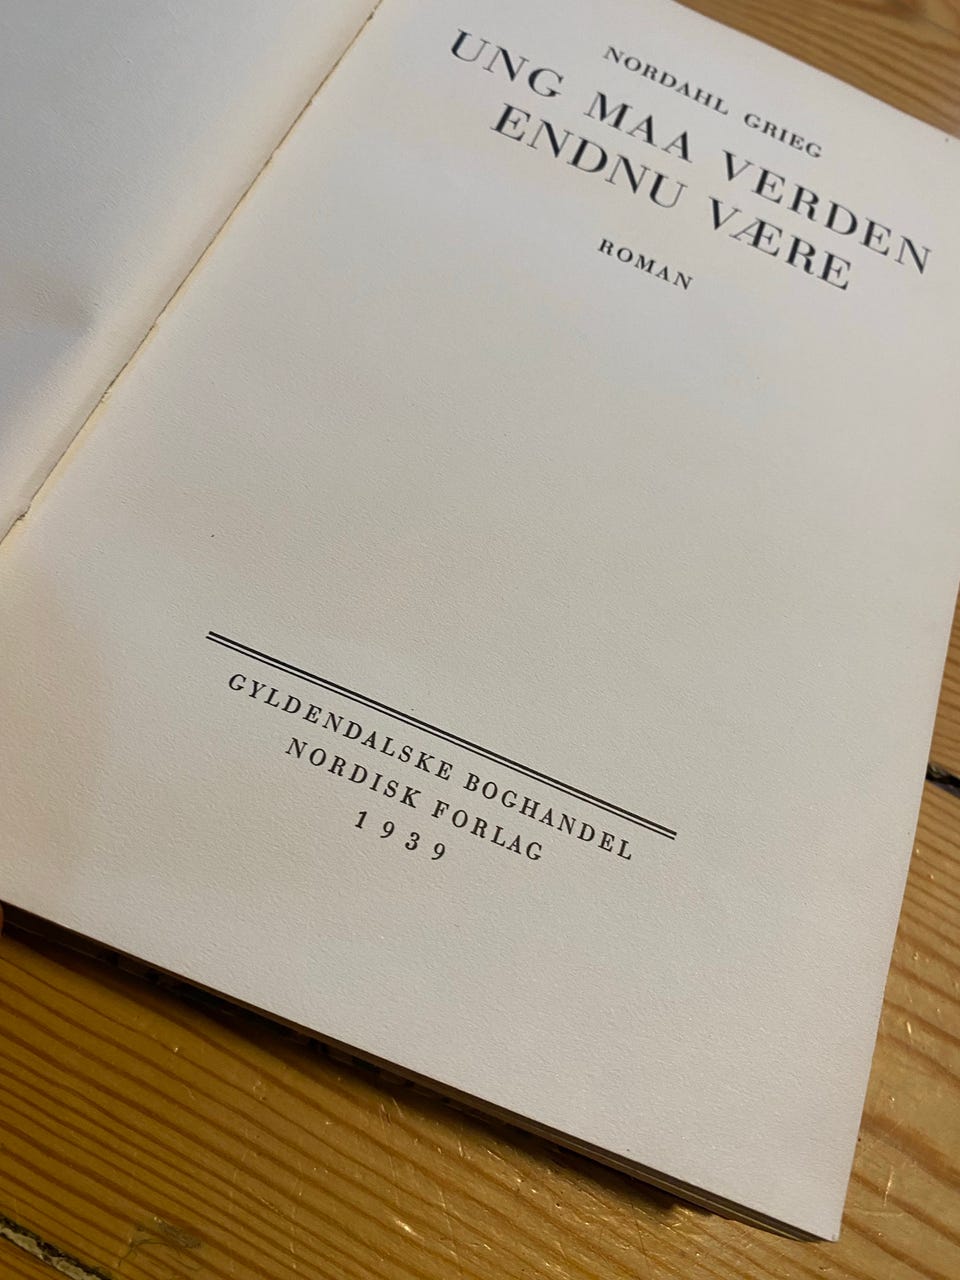 NORDAHL GRIEG
UNG MAA VERDEN
ENDNU VÆRE
ROMAN
GYLDENDALSKE BOGHANDEL
NORDISK FORLAG
1939